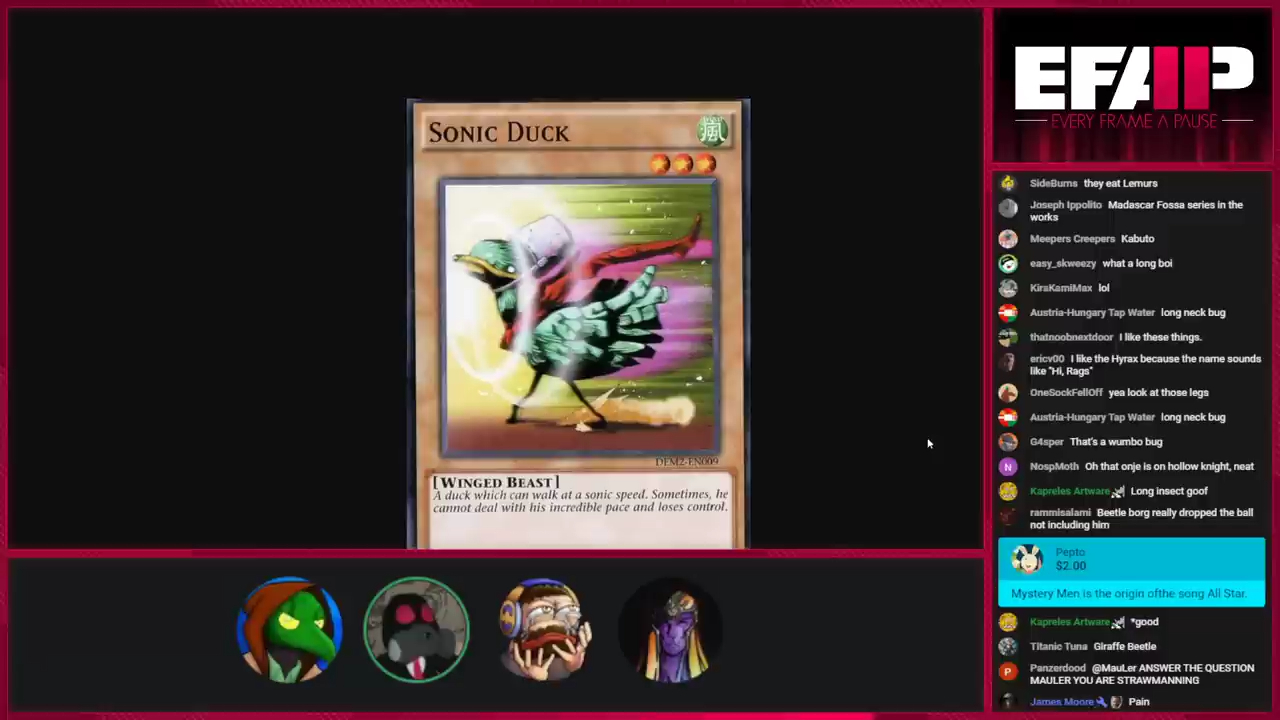 SONIC DUCK
風
DEM2-EN009
[WINGED BEAST]
A duck which can walk at a sonic speed. Sometimes, he
cannot deal with his incredible pace and loses control.
EFAP
EVERY FRAME A PAUSE
SideBurns they eat Lemurs
Joseph Ippolito Madascar Fossa series in the
works
Meepers Creepers Kabuto
easy_skweezy what a long boi
KiraKamiMax lol
Austria-Hungary Tap Water long neck bug
thatnoobnextdoor I like these things.
ericv00 I like the Hyrax because the name sounds
like "Hi, Rags"
OneSockFellOff yea look at those legs
Austria-Hungary Tap Water long neck bug
G4sper That's a wumbo bug
N NospMoth Oh that onje is on hollow knight, neat
Kapreles Artware Long insect goof
rammisalami Beetle borg really dropped the ball
not including him
Pepto
$2.00
Mystery Men is the origin ofthe song All Star.
Kapreles Artware *good
Titanic Tuna Giraffe Beetle
P Panzerdood @MauLer ANSWER THE QUESTION
MAULER YOU ARE STRAWMANNING
James Moore Pain